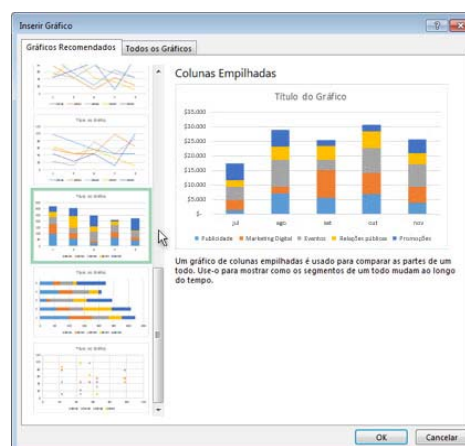 Inserir Gráfico
Gráficos Recomendados
Todos os Gráficos
Colunas Empilhadas
Título do Gráfico
$35.000
$30.000
$25.000
$20.000
$15.000
$10.000
$5.000
$-
jul ago set out nov
Publicidade Marketing Digital Eventos Relações públicas Promoções
Um gráfico de colunas empilhadas é usado para comparar as partes de um
todo. Use-o para mostrar como os segmentos de um todo mudam ao longo
do tempo.
OK Cancelar